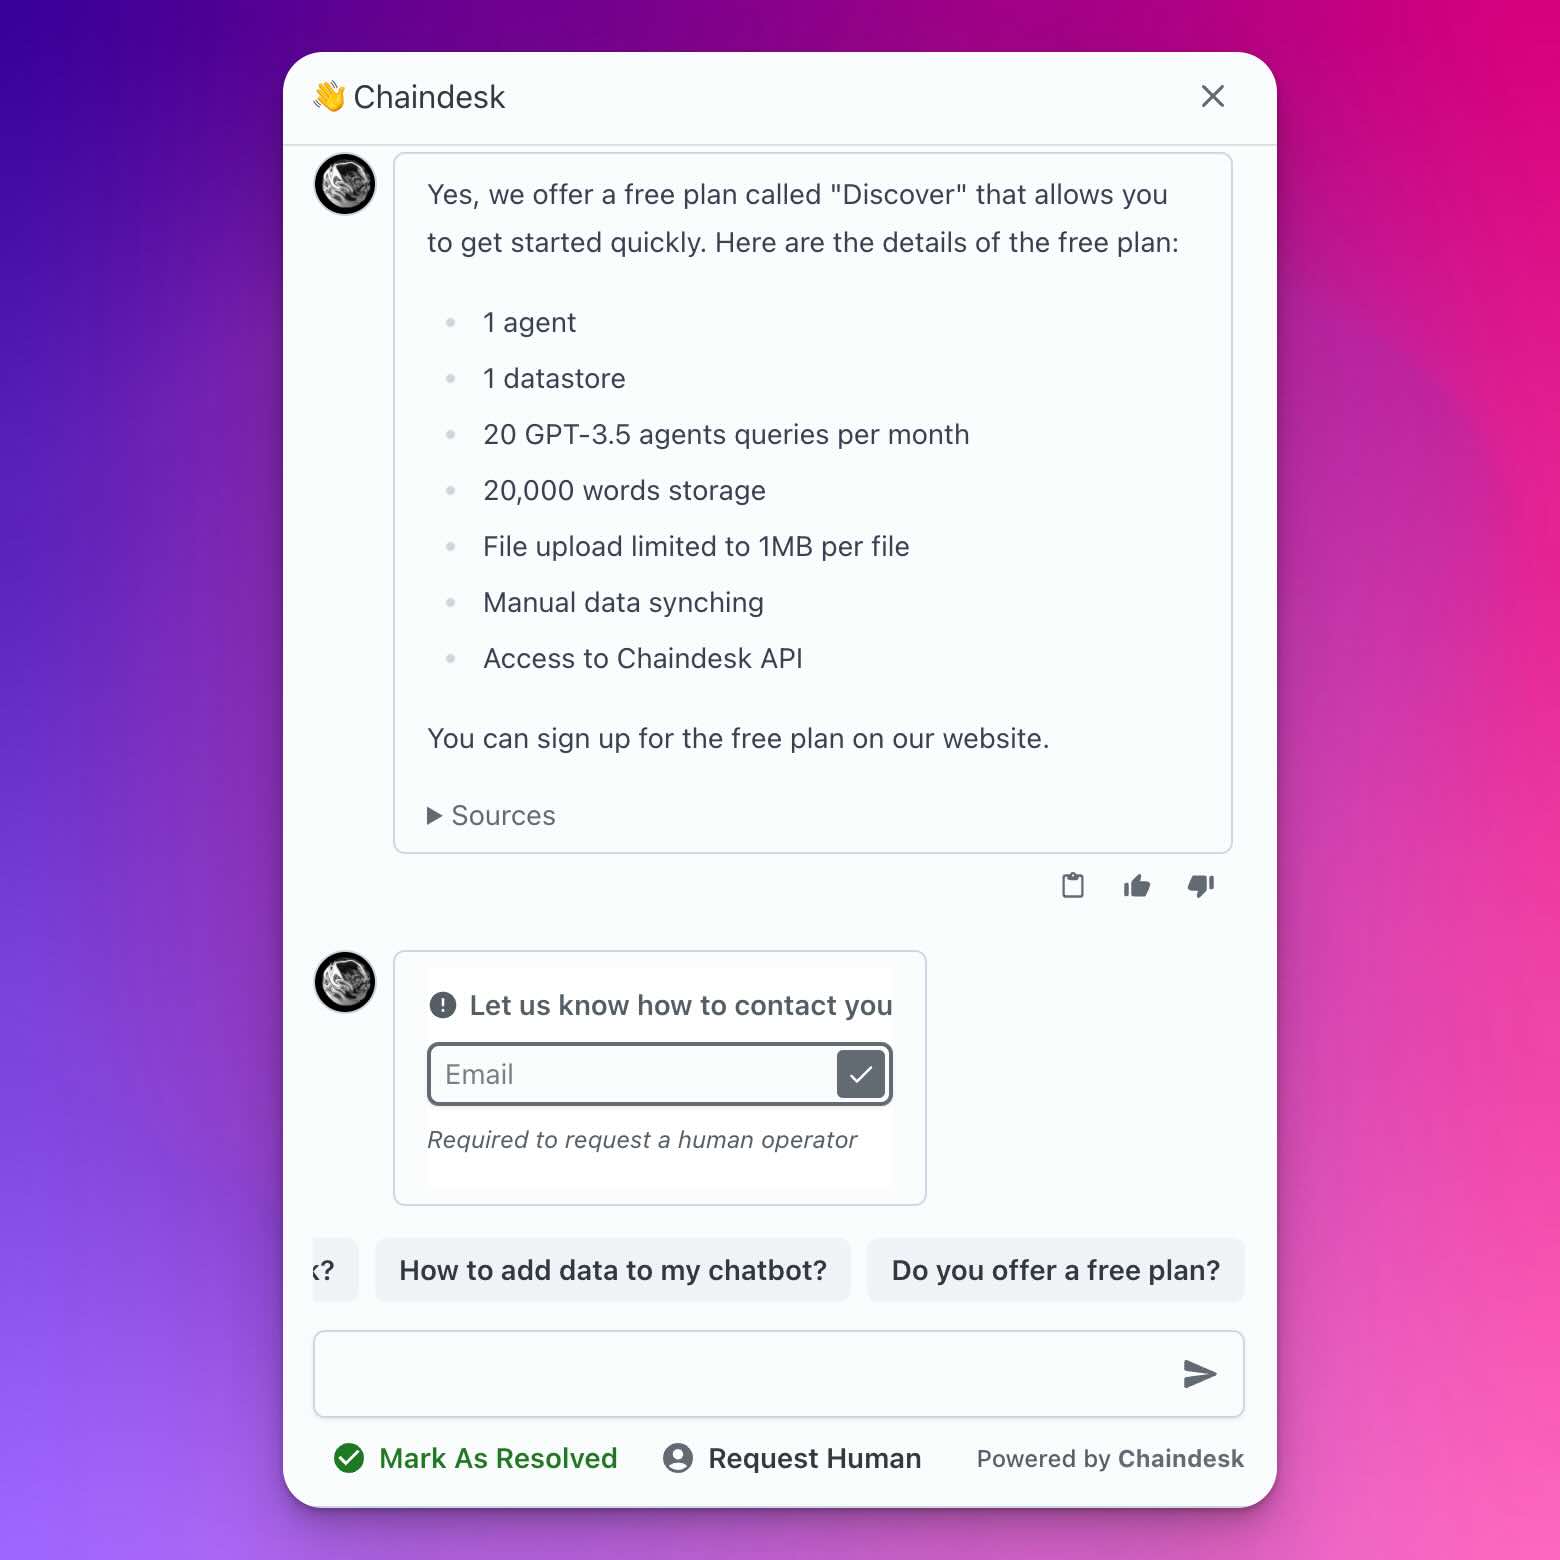 👋 Chaindesk
Yes, we offer a free plan called "Discover" that allows you
to get started quickly. Here are the details of the free plan:
1 agent
1 datastore
20 GPT-3.5 agents queries per month
20,000 words storage
File upload limited to 1MB per file
Manual data synching
Access to Chaindesk API
You can sign up for the free plan on our website.
Sources
Let us know how to contact you
Email
Required to request a human operator
How to add data to my chatbot?
Do you offer a free plan?
Mark As Resolved
Request Human
Powered by Chaindesk